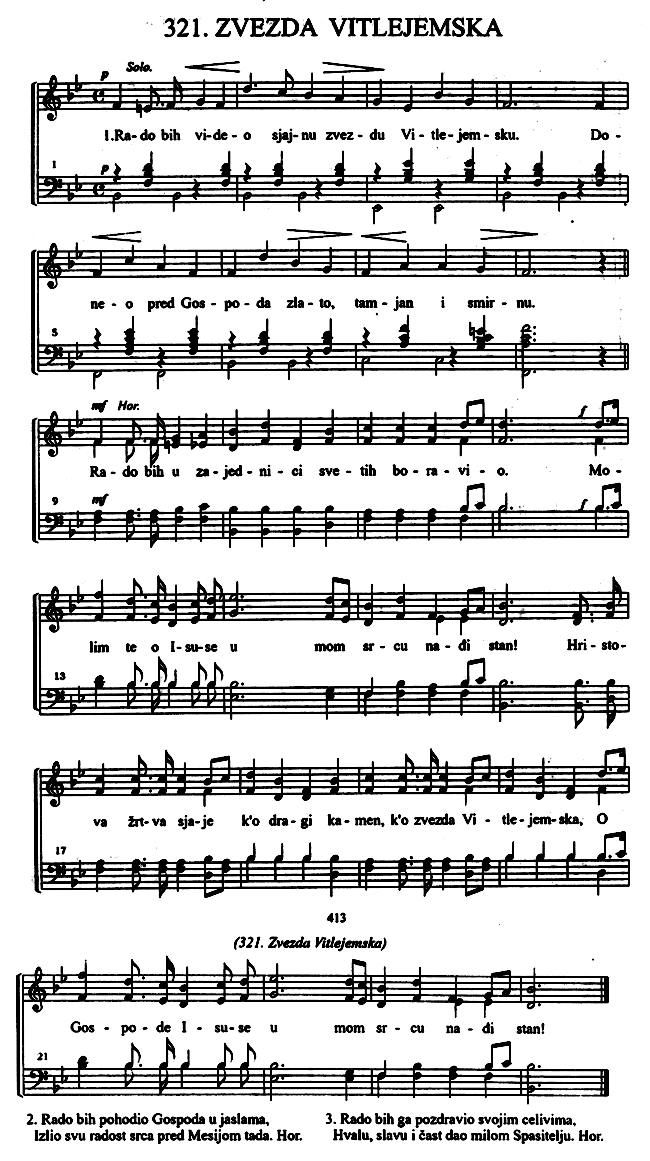 321. ZVEZDA VITLEJEMSKA
Solo.
p
1.Ra-do bih vi-de-o sjaj-nu zvez-du Vi-tle-jem-sku. Do-
1
p
ne-o pred Gos-po-da zla-to, tam-jan i smir-nu.
5
mf Hor. f
Ra-do bih u za-jed-ni-ci sve-tih bo-ra-vi-o. Mo-
9
mf f
lim te o I-su-se u mom sr-cu na-đi stan! Hri-sto-
13
va žrt-va sja-je k'o dra-gi ka-men, k'o zvezda Vi-tle-jem-ska, O
17
413
(321. Zvezda Vitlejemska)
Gos-po-de I-su-se u mom sr-cu na-đi stan!
21
2. Rado bih pohodio Gospoda u jaslama, 3. Rado bih ga pozdravio svojim celivima,
Izlio svu radost srca pred Mesijom tada. Hor. Hvalu, slavu i čast dao milom Spasitelju. Hor.